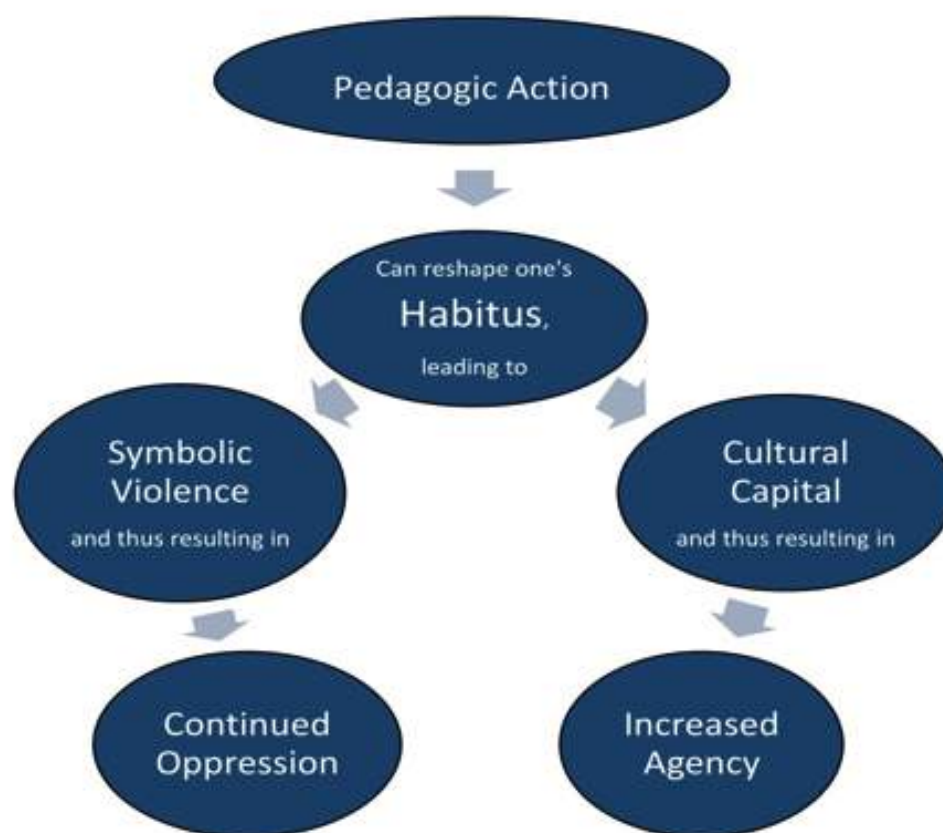 Pedagogic Action
Can reshape one's
Habitus,
leading to
Symbolic
Violence
and thus resulting in
Cultural
Capital
and thus resulting in
Continued
Oppression
Increased
Agency